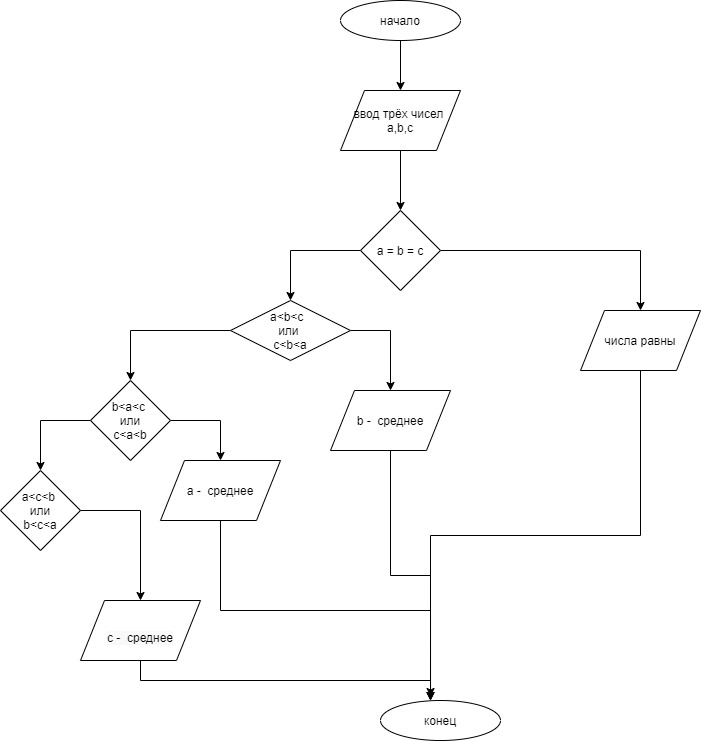 начало
ввод трёх чисел
a,b,c
a = b = c
a<b<c
или
c<b<a
числа равны
b<a<c
или
c<a<b
b -  среднее
a<c<b
или
b<c<a
a -  среднее
c -  среднее
конец